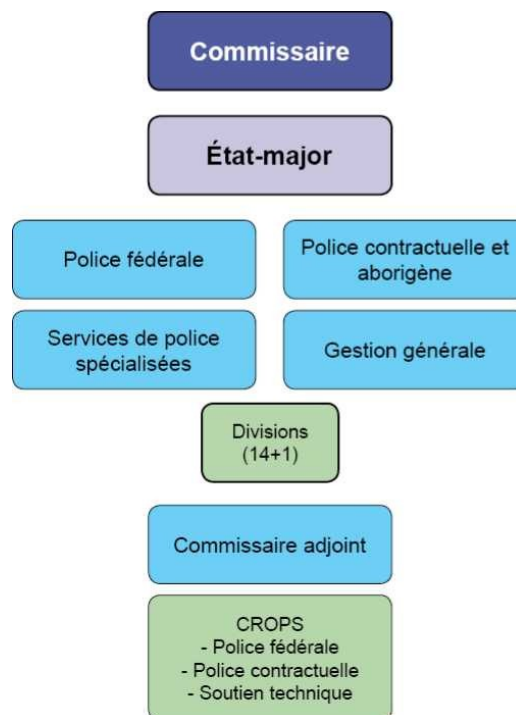 Commissaire
État-major
Police fédérale
Police contractuelle et
aborigène
Services de police
spécialisées
Gestion générale
Divisions
(14+1)
Commissaire adjoint
CROPS
- Police fédérale
- Police contractuelle
- Soutien technique